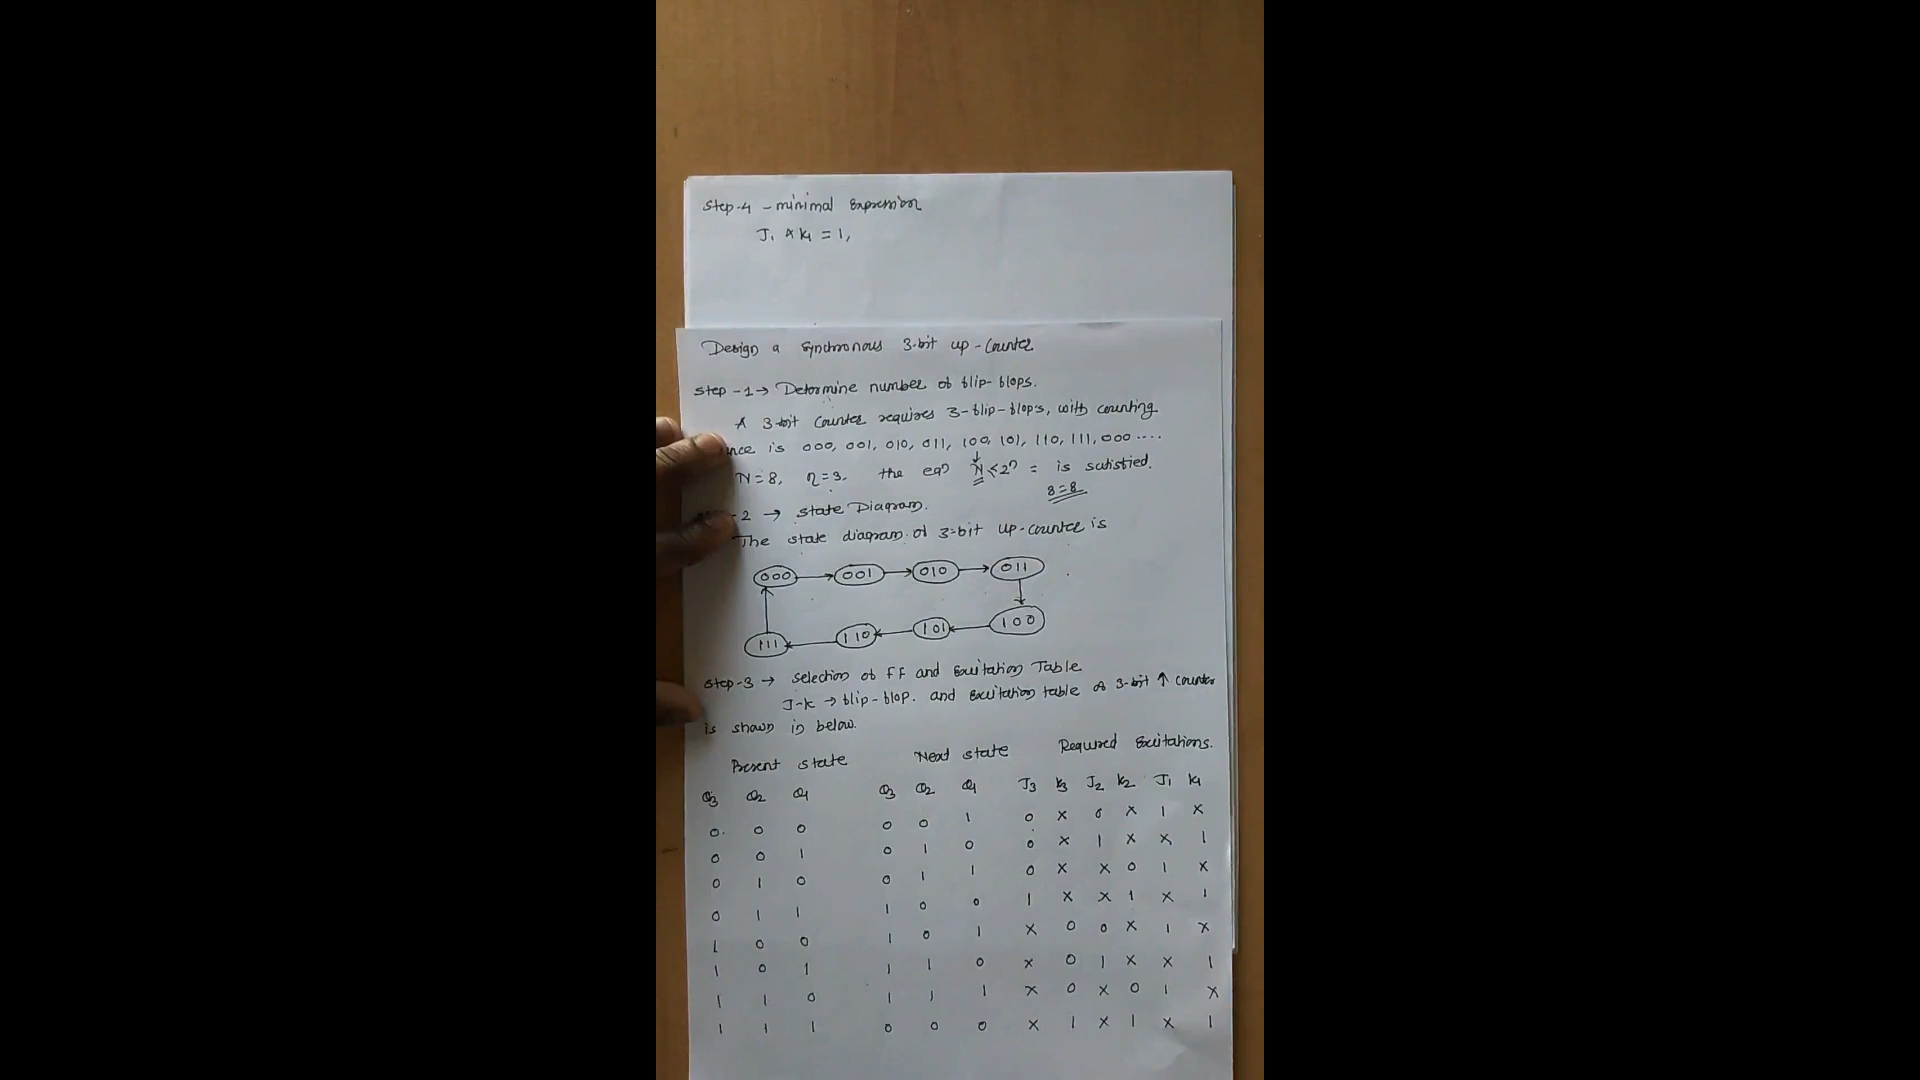 Step-4 - minimal Expression
J1 & K1 = 1,
Design a synchronous 3-bit up-counter
Step-1 → Determine number of flip-flops.
A 3-bit counter requires 3-flip-flops, with counting
is 000, 001, 010, 011, 100, 101, 110, 111, 000 ....
N = 8, n = 3. the eqn N ≤ 2ⁿ = is satisfied.
8 = 8
-2 → State Diagram.
The state diagram of 3-bit up-counter is
000 001 010 011
111 110 101 100
Step-3 → Selection of FF and Excitation Table
J-K → flip-flop. and excitation table of 3-bit ↑ counter
is shown in below.
Present state Next state Required Excitations.
Q3 Q2 Q1 Q3 Q2 Q1 J3 K3 J2 K2 J1 K1
0 0 0 0 0 1 0 x 0 x 1 x
0 0 1 0 1 0 0 x 1 x x 1
0 1 0 0 1 1 0 x x 0 1 x
0 1 1 1 0 0 1 x x 1 x 1
1 0 0 1 0 1 x 0 0 x 1 x
1 0 1 1 1 0 x 0 1 x x 1
1 1 0 1 1 1 x 0 x 0 1 x
1 1 1 0 0 0 x 1 x 1 x 1